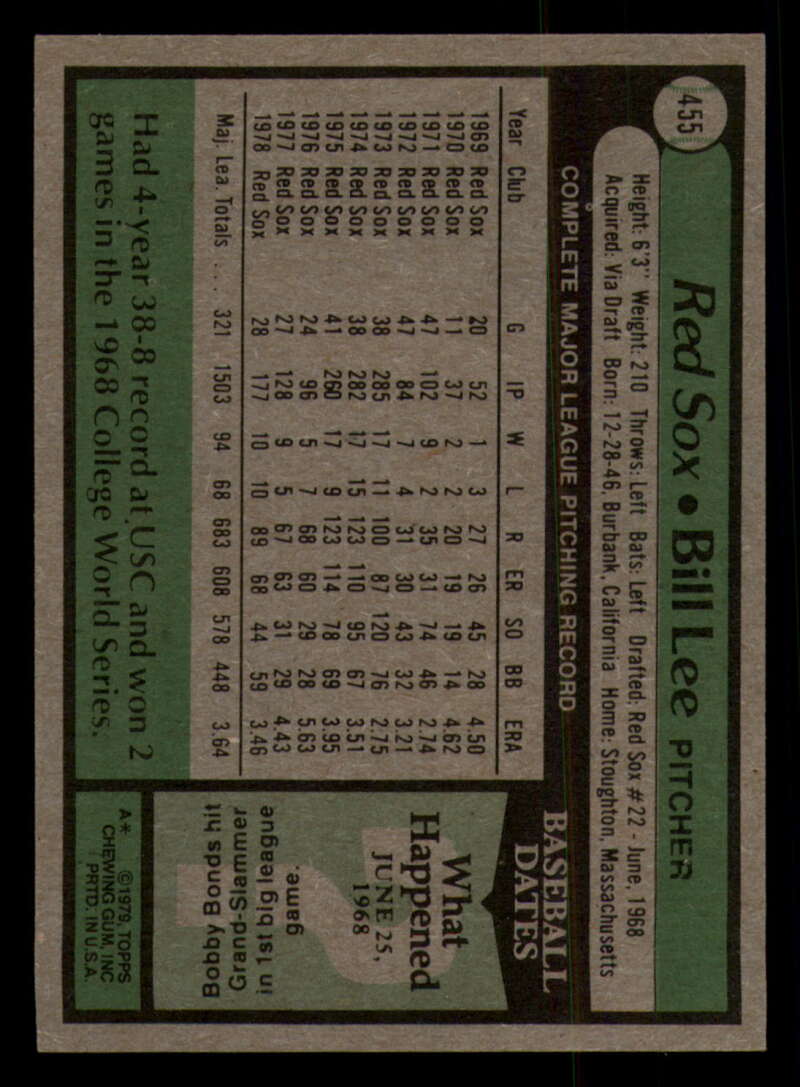 455
Red Sox • Bill Lee PITCHER
Height: 6'3" Weight: 210 Throws: Left Bats: Left Drafted: Red Sox #22 - June, 1968
Acquired: Via Draft Born: 12-28-46, Burbank, California Home: Stoughton, Massachusetts
COMPLETE MAJOR LEAGUE PITCHING RECORD
Year Club G IP W L R ER SO BB ERA
1969 Red Sox 20 52 1 3 27 26 45 28 4.50
1970 Red Sox 11 37 2 2 20 19 19 14 4.62
1971 Red Sox 47 102 9 2 35 31 74 46 2.74
1972 Red Sox 47 84 7 4 31 30 43 32 3.21
1973 Red Sox 38 285 17 11 100 87 120 76 2.75
1974 Red Sox 38 282 17 15 123 110 95 67 3.51
1975 Red Sox 41 260 17 9 123 114 78 69 3.95
1976 Red Sox 24 96 5 7 68 60 29 28 5.63
1977 Red Sox 27 128 9 5 67 63 31 29 4.43
1978 Red Sox 28 177 10 10 89 68 44 59 3.46
Maj. Lea. Totals . . . 321 1503 94 68 683 608 578 448 3.64
Had 4-year 38-8 record at USC and won 2
games in the 1968 College World Series.
BASEBALL
DATES
What
Happened
JUNE 25,
1968
Bobby Bonds hit
Grand-Slammer
in 1st big league
game.
A* ©1979, TOPPS
CHEWING GUM, INC
PRTD. IN U.S.A.